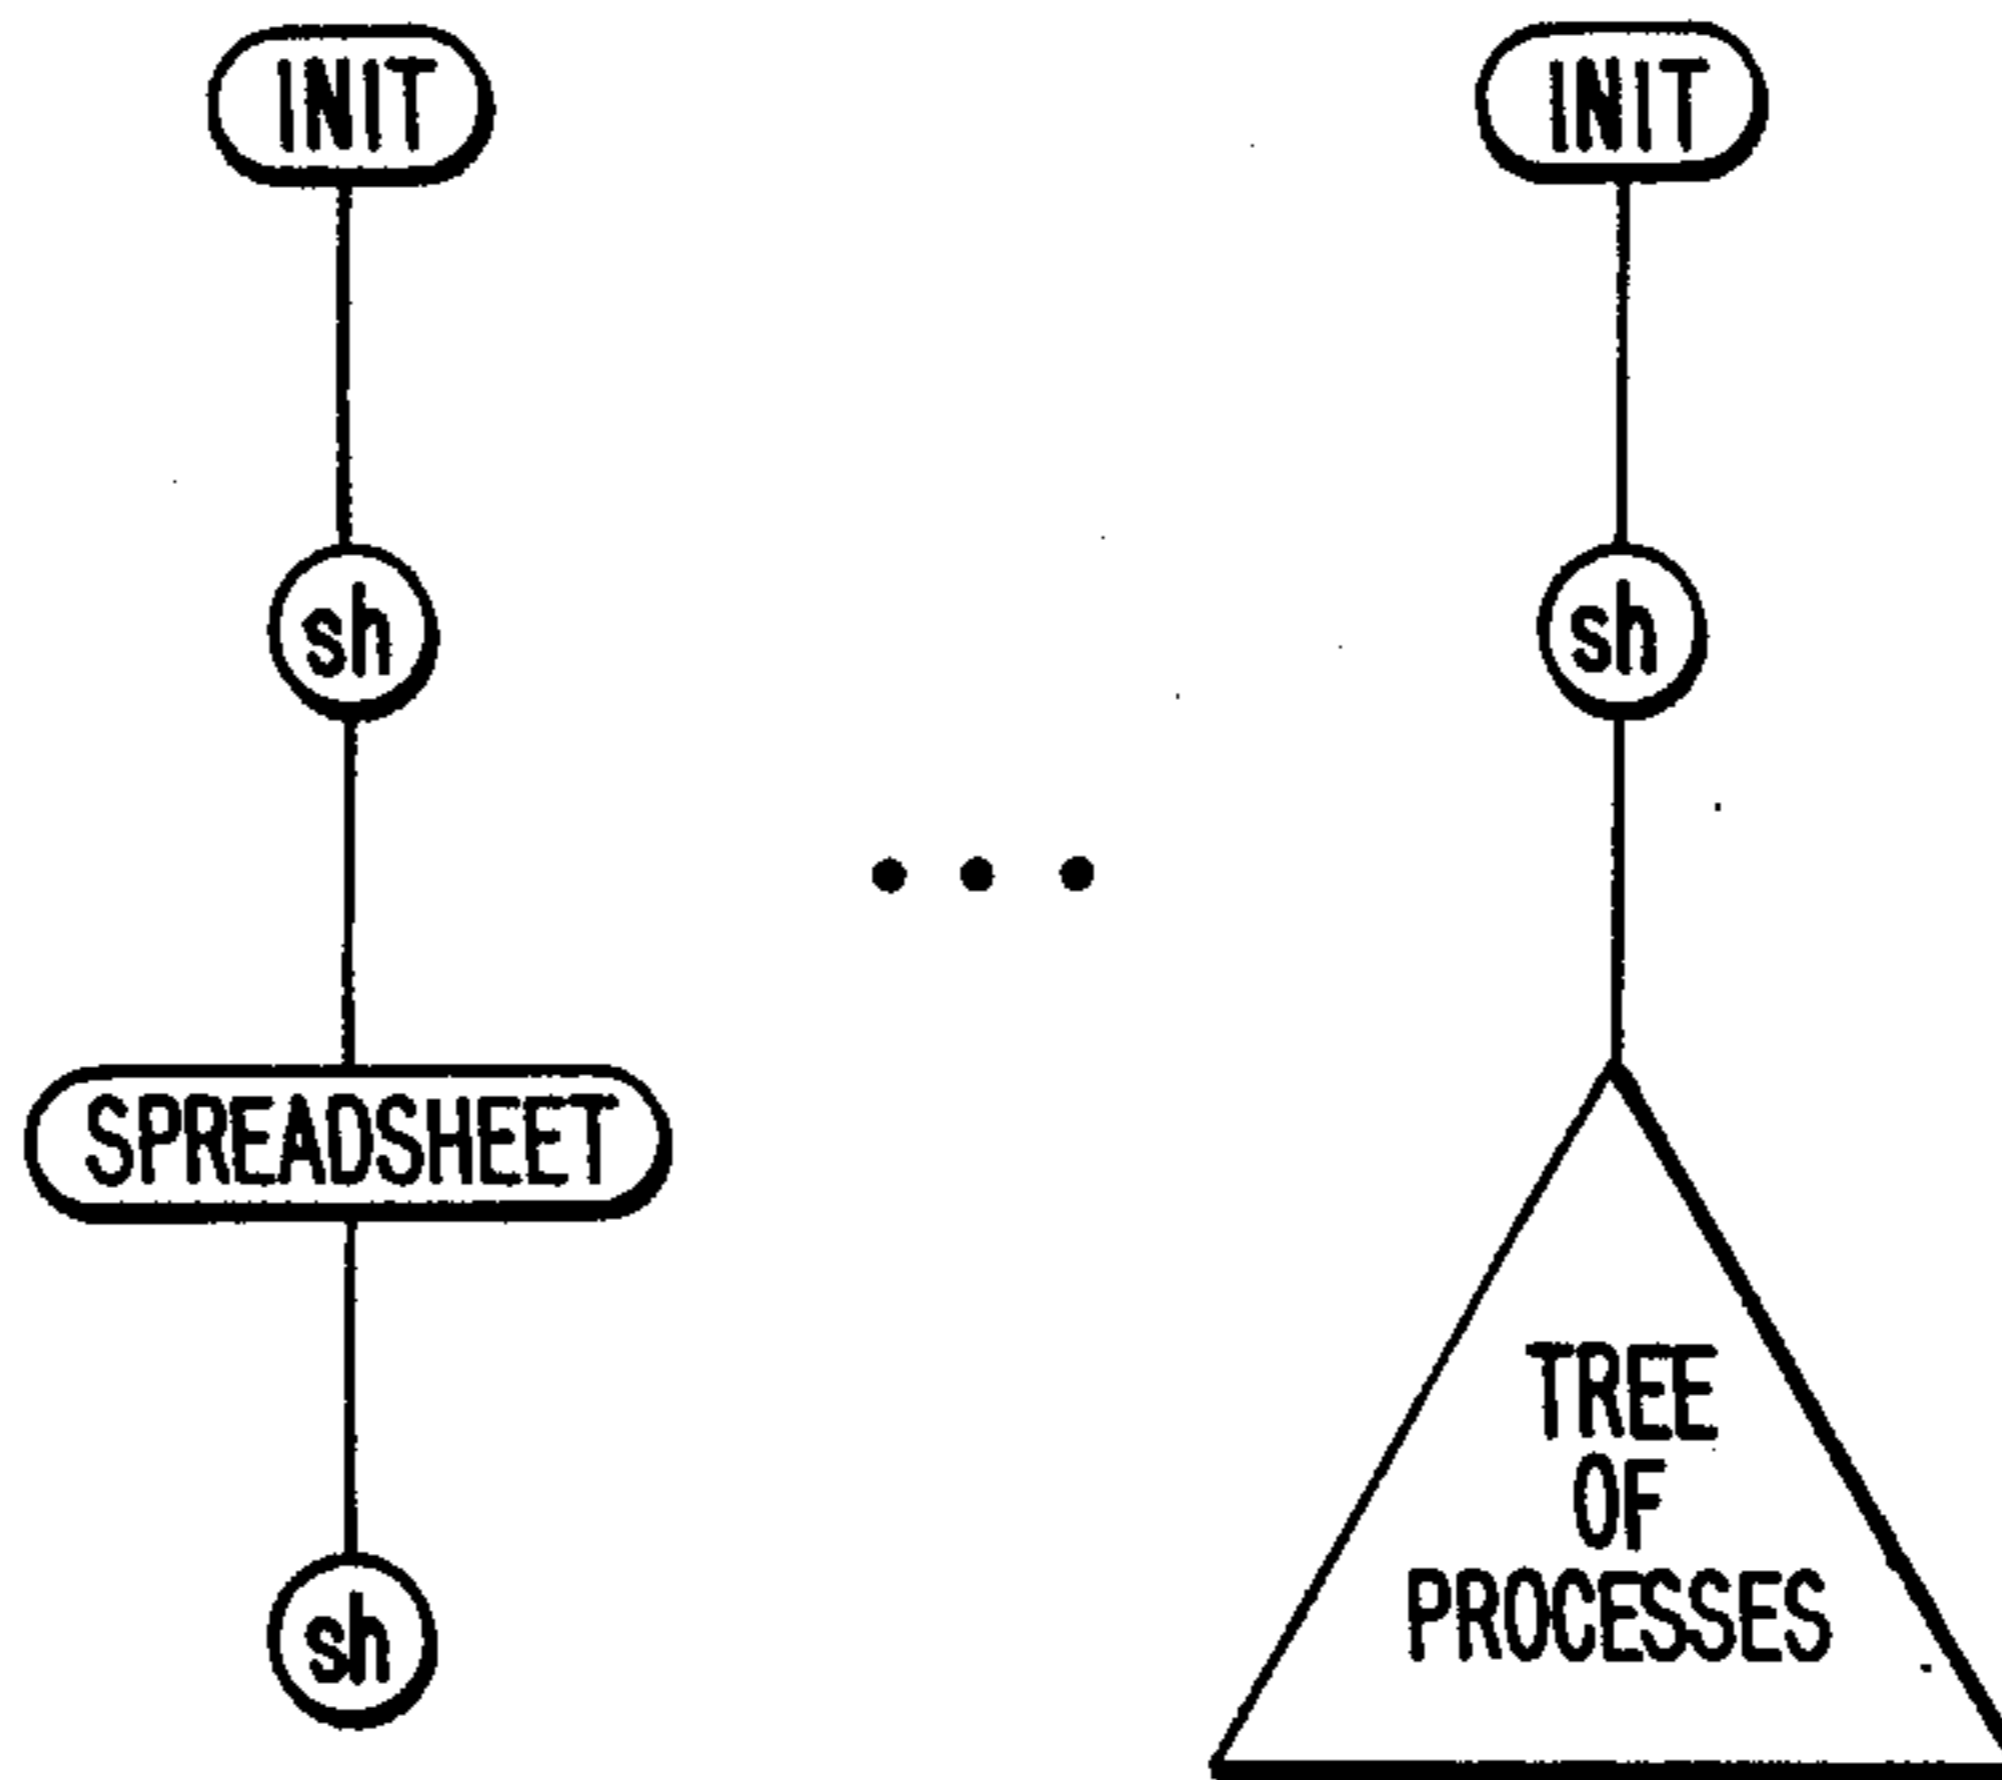 INIT
sh
SPREADSHEET
sh
INIT
sh
TREE
OF
PROCESSES